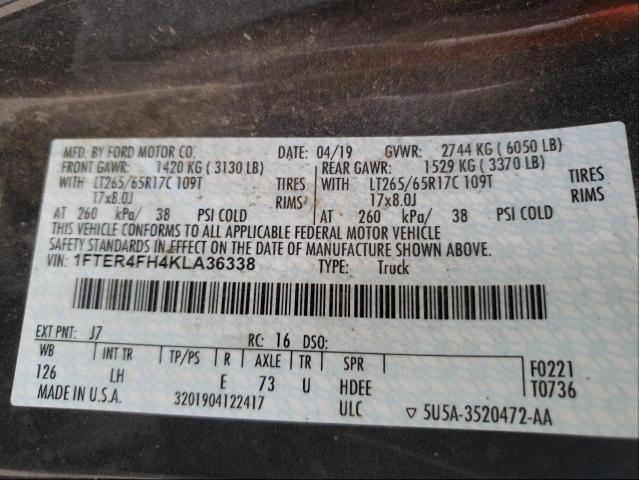 MFD. BY FORD MOTOR CO. DATE: 04/19 GVWR: 2744 KG ( 6050 LB)
FRONT GAWR: 1420 KG ( 3130 LB) REAR GAWR: 1529 KG ( 3370 LB)
WITH LT265/65R17C 109T TIRES WITH LT265/65R17C 109T TIRES
17x8.0J RIMS 17x8.0J RIMS
AT 260 kPa/ 38 PSI COLD AT 260 kPa/ 38 PSI COLD
THIS VEHICLE CONFORMS TO ALL APPLICABLE FEDERAL MOTOR VEHICLE
SAFETY STANDARDS IN EFFECT ON THE DATE OF MANUFACTURE SHOWN ABOVE.
VIN: 1FTER4FH4KLA36338 TYPE: Truck
EXT PNT: J7 RC: 16 DSO:
WB INT TR TP/PS R AXLE TR SPR F0221
126 LH E 73 U HDEE T0736
MADE IN U.S.A. 3201904122417 ULC ▽ 5U5A-3520472-AA